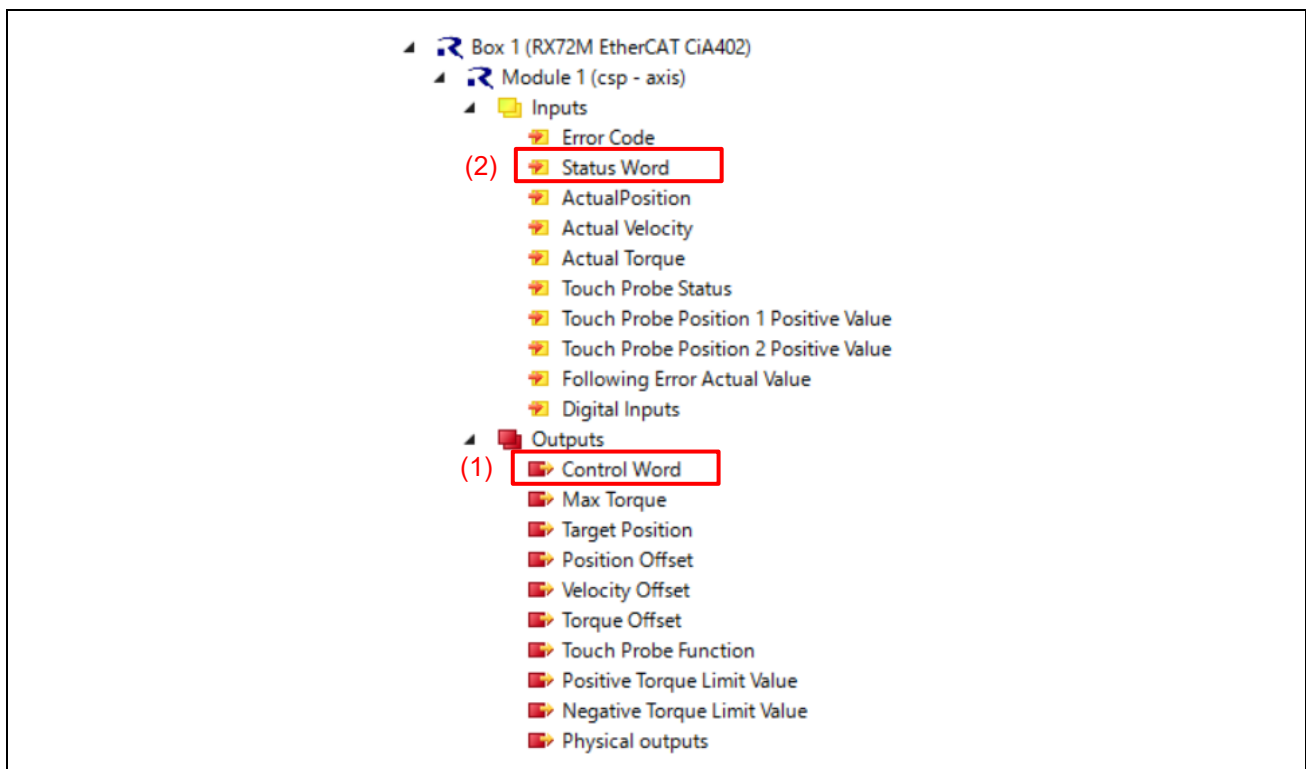 Box 1 (RX72M EtherCAT CiA402)
Module 1 (csp - axis)
Inputs
Error Code
(2) Status Word
ActualPosition
Actual Velocity
Actual Torque
Touch Probe Status
Touch Probe Position 1 Positive Value
Touch Probe Position 2 Positive Value
Following Error Actual Value
Digital Inputs
Outputs
(1) Control Word
Max Torque
Target Position
Position Offset
Velocity Offset
Torque Offset
Touch Probe Function
Positive Torque Limit Value
Negative Torque Limit Value
Physical outputs